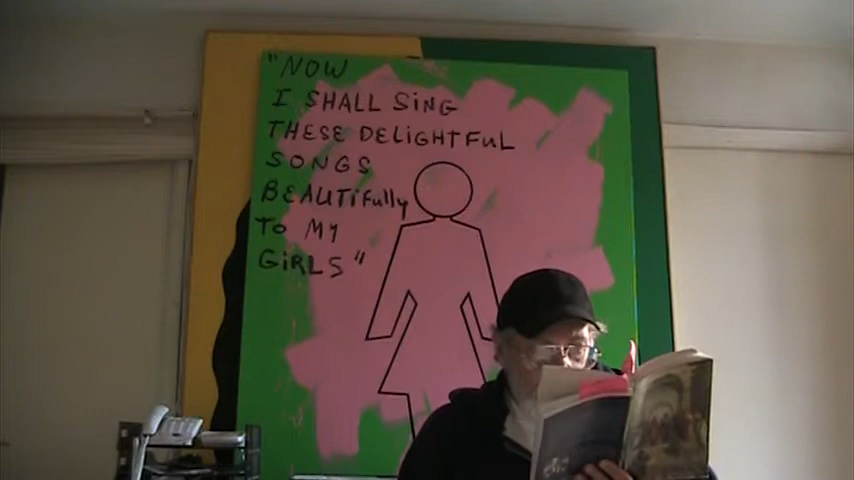 "NOW
I SHALL SING
THESE DELIGHTFUL
SONGS
BEAUTIFully
TO MY
GIRLS"